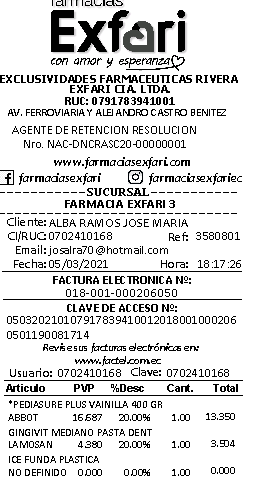 farmacias
Exfari
con amor y esperanza
EXCLUSIVIDADES FARMACEUTICAS RIVERA
EXFARI CIA. LTDA.
RUC: 0791783941001
AV. FERROVIARIA Y ALEJANDRO CASTRO BENITEZ
AGENTE DE RETENCION RESOLUCION
Nro. NAC-DNCRASC20-00000001
www.farmaciasexfari.com
farmaciasexfari farmaciasexfariec
SUCURSAL
FARMACIA EXFARI 3
Cliente: ALBA RAMOS JOSE MARIA
CI/RUC: 0702410168 Ref: 3580801
Email: josalra70@hotmail.com
Fecha: 05/03/2021 Hora: 18:17:26
FACTURA ELECTRONICA Nº:
018-001-000206050
CLAVE DE ACCESO Nº:
050320210107917839410012018001000206
0501190081714
Revise sus facturas electrónicas en:
www.factel.com.ec
Usuario: 0702410168 Clave: 0702410168
Articulo PVP %Desc Cant. Total
*PEDIASURE PLUS VAINILLA 400 GR
ABBOT 16.687 20.00% 1.00 13.350
GINGIVIT MEDIANO PASTA DENT
LAMOSAN 4.380 20.00% 1.00 3.504
ICE FUNDA PLASTICA
NO DEFINIDO 0.000 0.00% 1.00 0.000